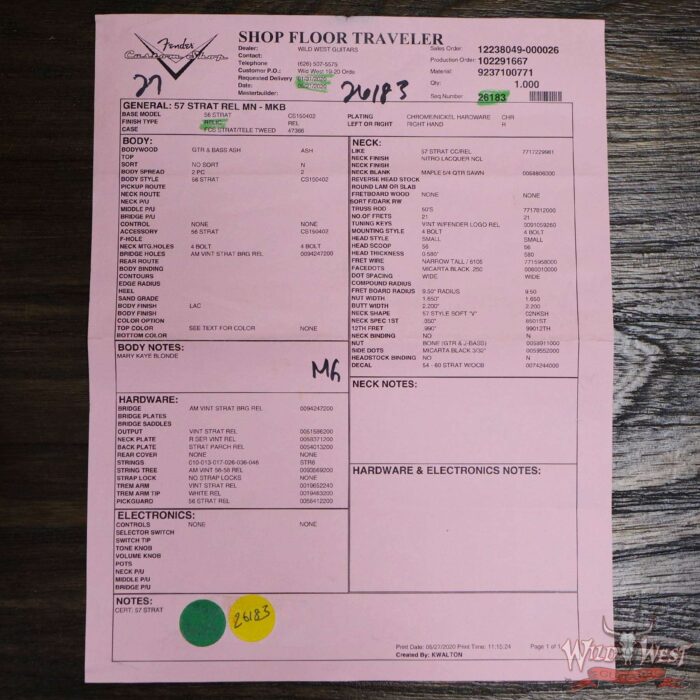 Fender
Custom Shop
SHOP FLOOR TRAVELER
Dealer: WILD WEST GUITARS
Contact:
Telephone (626) 507-5575
Customer P.O.: Wild West 19-20 Ords
Requested Delivery 01/31/2020
Date:
Masterbuilder:
Sales Order: 12238049-000026
Production Order: 102291667
Material: 9237100771
Qty: 1.000
Seq Number 26183
27
26183
GENERAL: 57 STRAT REL MN - MKB
BASE MODEL 56 STRAT CS150402 PLATING CHROME/NICKEL HARDWARE CHR
FINISH TYPE RELIC REL LEFT OR RIGHT RIGHT HAND R
CASE FCS STRAT/TELE TWEED 47366
BODY:
BODYWOOD GTR & BASS ASH ASH
TOP
SORT NO SORT N
BODY SPREAD 2 PC 2
BODY STYLE 56 STRAT CS100402
PICKUP ROUTE
NECK ROUTE
NECK P/U
MIDDLE P/U
BRIDGE P/U
CONTROL NONE NONE
ACCESSORY 56 STRAT CS150402
F-HOLE
NECK MTG.HOLES 4 BOLT 4 BOLT
BRIDGE HOLES AM VINT STRAT BRG REL 0094247200
REAR ROUTE
BODY BINDING
CONTOURS
EDGE RADIUS
HEEL
SAND GRADE
BODY FINISH LAC
BODY FINISH
COLOR OPTION
TOP COLOR SEE TEXT FOR COLOR NONE
BOTTOM COLOR
NECK:
LIKE 57 STRAT CC/REL 7717229981
NECK FINISH NITRO LACQUER NCL
NECK FINISH
NECK BLANK MAPLE 5/4 QTR SAWN 0058806000
REVERSE HEAD STOCK
ROUND LAM OR SLAB
FRETBOARD WOOD NONE NONE
SORT F/DARK RW
TRUSS ROD 50'S 7717812000
NO.OF FRETS 21 21
TUNING KEYS VINT W/FENDER LOGO REL 0091059260
MOUNTING STYLE 4 BOLT 4 BOLT
HEAD STYLE SMALL SMALL
HEAD SCOOP 56 56
HEAD THICKNESS 0.580" 580
FRET WIRE NARROW TALL / 6105 7715958000
FACEDOTS MICARTA BLACK .250 0060010000
DOT SPACING WIDE WIDE
COMPOUND RADIUS
FRET BOARD RADIUS 9.50" RADIUS 9.50
NUT WIDTH 1.650" 1.650
BUTT WIDTH 2.200" 2.200
NECK SHAPE 57 STYLE SOFT "V" 02NKSH
NECK SPEC 1ST .950" 9501ST
12TH FRET .990" 99012TH
NECK BINDING NO N
NUT BONE (GTR & J-BASS) 0058911000
SIDE DOTS MICARTA BLACK 3/32" 0059552000
HEADSTOCK BINDING NO N
DECAL 54 - 60 STRAT W/OCB 0074244000
BODY NOTES:
MARY KAYE BLONDE
NECK NOTES:
HARDWARE:
BRIDGE AM VINT STRAT BRG REL 0094247200
BRIDGE PLATES
BRIDGE SADDLES
OUTPUT VINT STRAT REL 0051586200
NECK PLATE R SER VINT REL 0058371200
BACK PLATE STRAT PARCH REL 0054013200
REAR COVER NONE NONE
STRINGS C10-013-017-026-036-046 STR6
STRING TREE AM VINT 56-58 REL 0093569200
STRAP LOCK NO STRAP LOCKS NONE
TREM ARM VINT STRAT REL 0019652240
TREM ARM TIP WHITE REL 0019463200
PICKGUARD 56 STRAT REL 0058412200
HARDWARE & ELECTRONICS NOTES:
ELECTRONICS:
CONTROLS NONE NONE
SELECTOR SWITCH
SWITCH TIP
TONE KNOB
VOLUME KNOB
POTS
NECK P/U
MIDDLE P/U
BRIDGE P/U
NOTES:
CERT. 57 STRAT
26183
Print Date: 05/27/2020 Print Time: 11:15:24 Page 1 of 1
Created By: KWALTON
WILD WEST
GUITARS